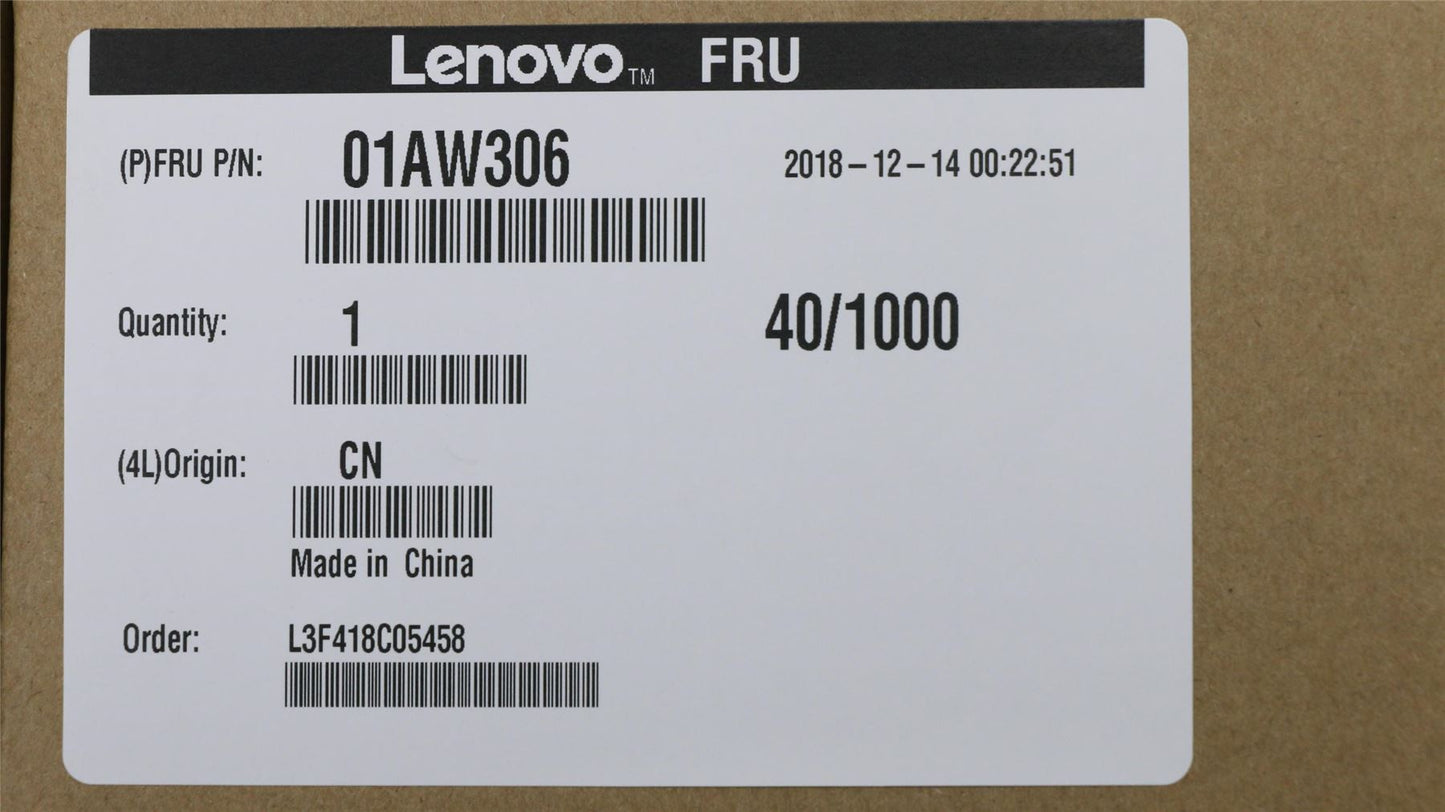 Lenovo™ FRU
(P)FRU P/N: 01AW306 2018-12-14 00:22:51
Quantity: 1 40/1000
(4L)Origin: CN
Made in China
Order: L3F418C05458